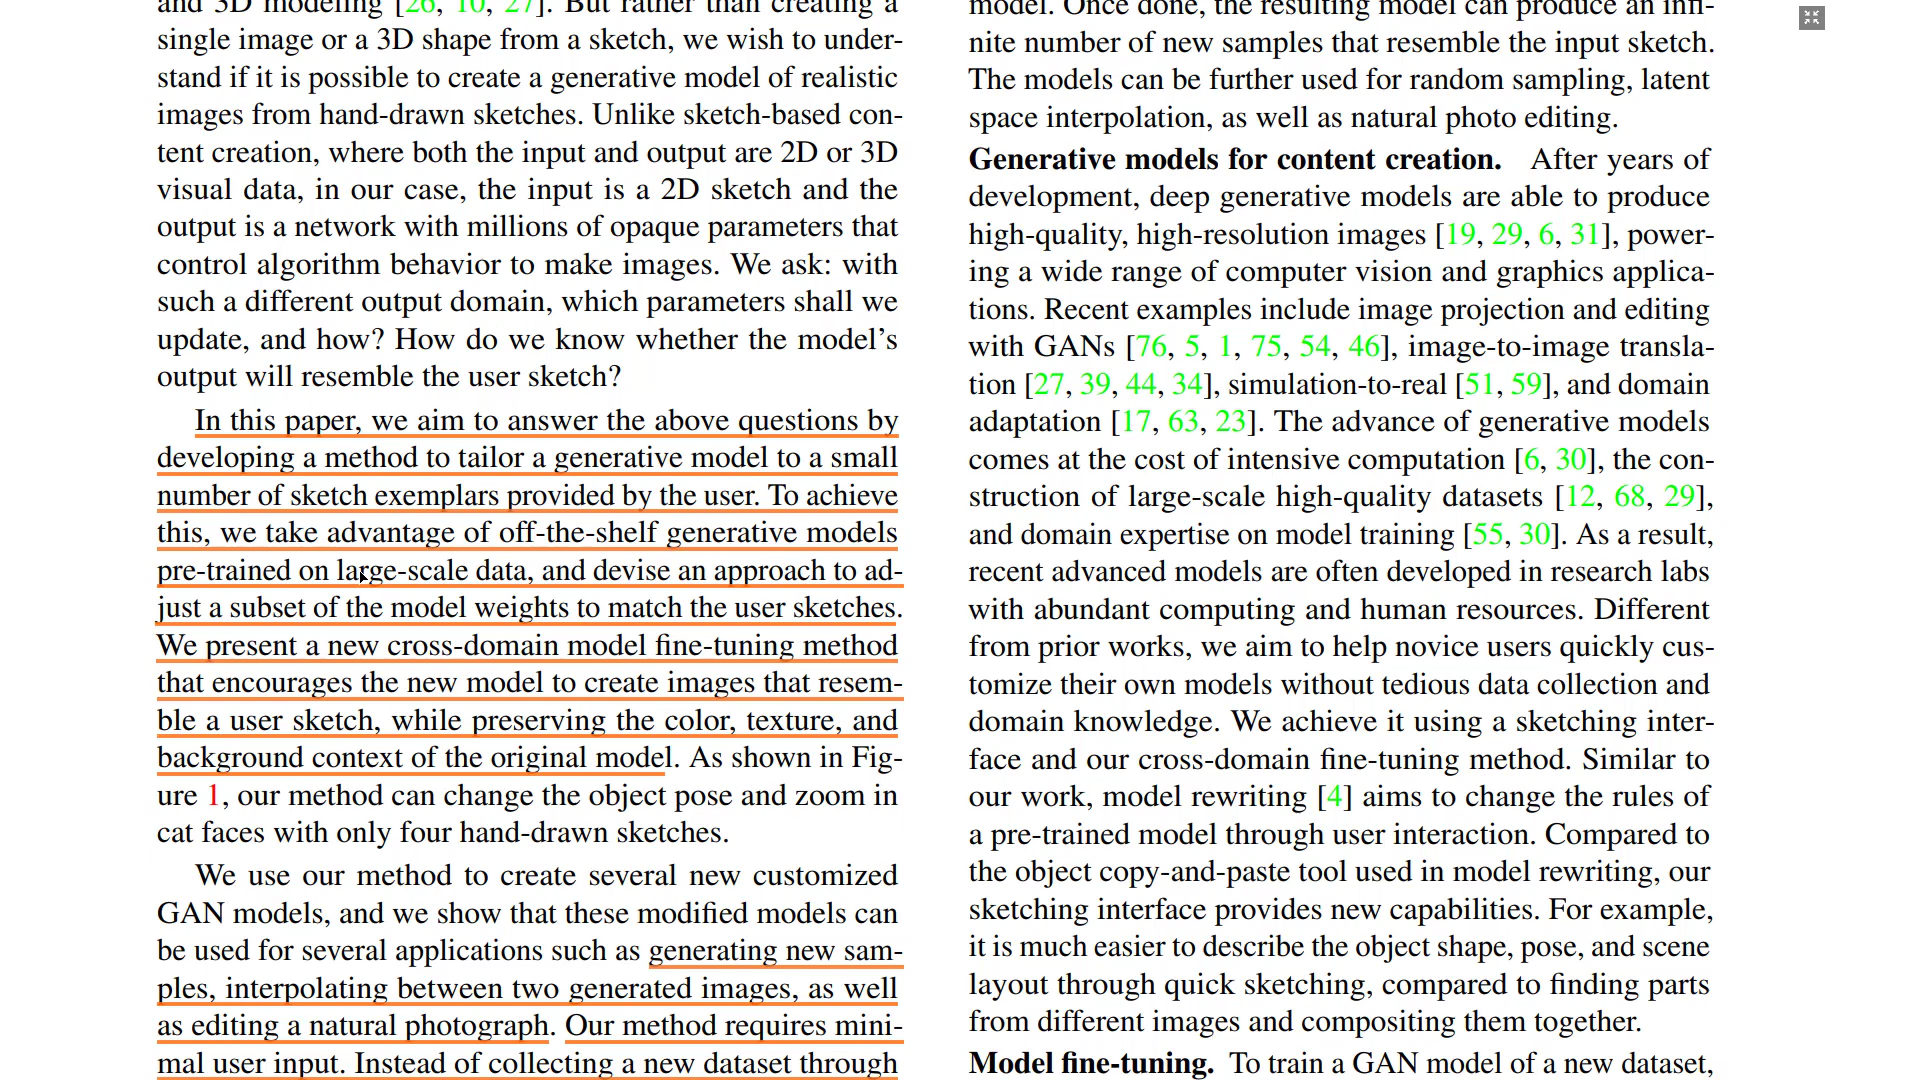 and 3D modeling [26, 10, 27]. But rather than creating a
single image or a 3D shape from a sketch, we wish to under-
stand if it is possible to create a generative model of realistic
images from hand-drawn sketches. Unlike sketch-based con-
tent creation, where both the input and output are 2D or 3D
visual data, in our case, the input is a 2D sketch and the
output is a network with millions of opaque parameters that
control algorithm behavior to make images. We ask: with
such a different output domain, which parameters shall we
update, and how? How do we know whether the model’s
output will resemble the user sketch?
In this paper, we aim to answer the above questions by
developing a method to tailor a generative model to a small
number of sketch exemplars provided by the user. To achieve
this, we take advantage of off-the-shelf generative models
pre-trained on large-scale data, and devise an approach to ad-
just a subset of the model weights to match the user sketches.
We present a new cross-domain model fine-tuning method
that encourages the new model to create images that resem-
ble a user sketch, while preserving the color, texture, and
background context of the original model. As shown in Fig-
ure 1, our method can change the object pose and zoom in
cat faces with only four hand-drawn sketches.
We use our method to create several new customized
GAN models, and we show that these modified models can
be used for several applications such as generating new sam-
ples, interpolating between two generated images, as well
as editing a natural photograph. Our method requires mini-
mal user input. Instead of collecting a new dataset through
model. Once done, the resulting model can produce an infi-
nite number of new samples that resemble the input sketch.
The models can be further used for random sampling, latent
space interpolation, as well as natural photo editing.
Generative models for content creation. After years of
development, deep generative models are able to produce
high-quality, high-resolution images [19, 29, 6, 31], power-
ing a wide range of computer vision and graphics applica-
tions. Recent examples include image projection and editing
with GANs [76, 5, 1, 75, 54, 46], image-to-image transla-
tion [27, 39, 44, 34], simulation-to-real [51, 59], and domain
adaptation [17, 63, 23]. The advance of generative models
comes at the cost of intensive computation [6, 30], the con-
struction of large-scale high-quality datasets [12, 68, 29],
and domain expertise on model training [55, 30]. As a result,
recent advanced models are often developed in research labs
with abundant computing and human resources. Different
from prior works, we aim to help novice users quickly cus-
tomize their own models without tedious data collection and
domain knowledge. We achieve it using a sketching inter-
face and our cross-domain fine-tuning method. Similar to
our work, model rewriting [4] aims to change the rules of
a pre-trained model through user interaction. Compared to
the object copy-and-paste tool used in model rewriting, our
sketching interface provides new capabilities. For example,
it is much easier to describe the object shape, pose, and scene
layout through quick sketching, compared to finding parts
from different images and compositing them together.
Model fine-tuning. To train a GAN model of a new dataset,